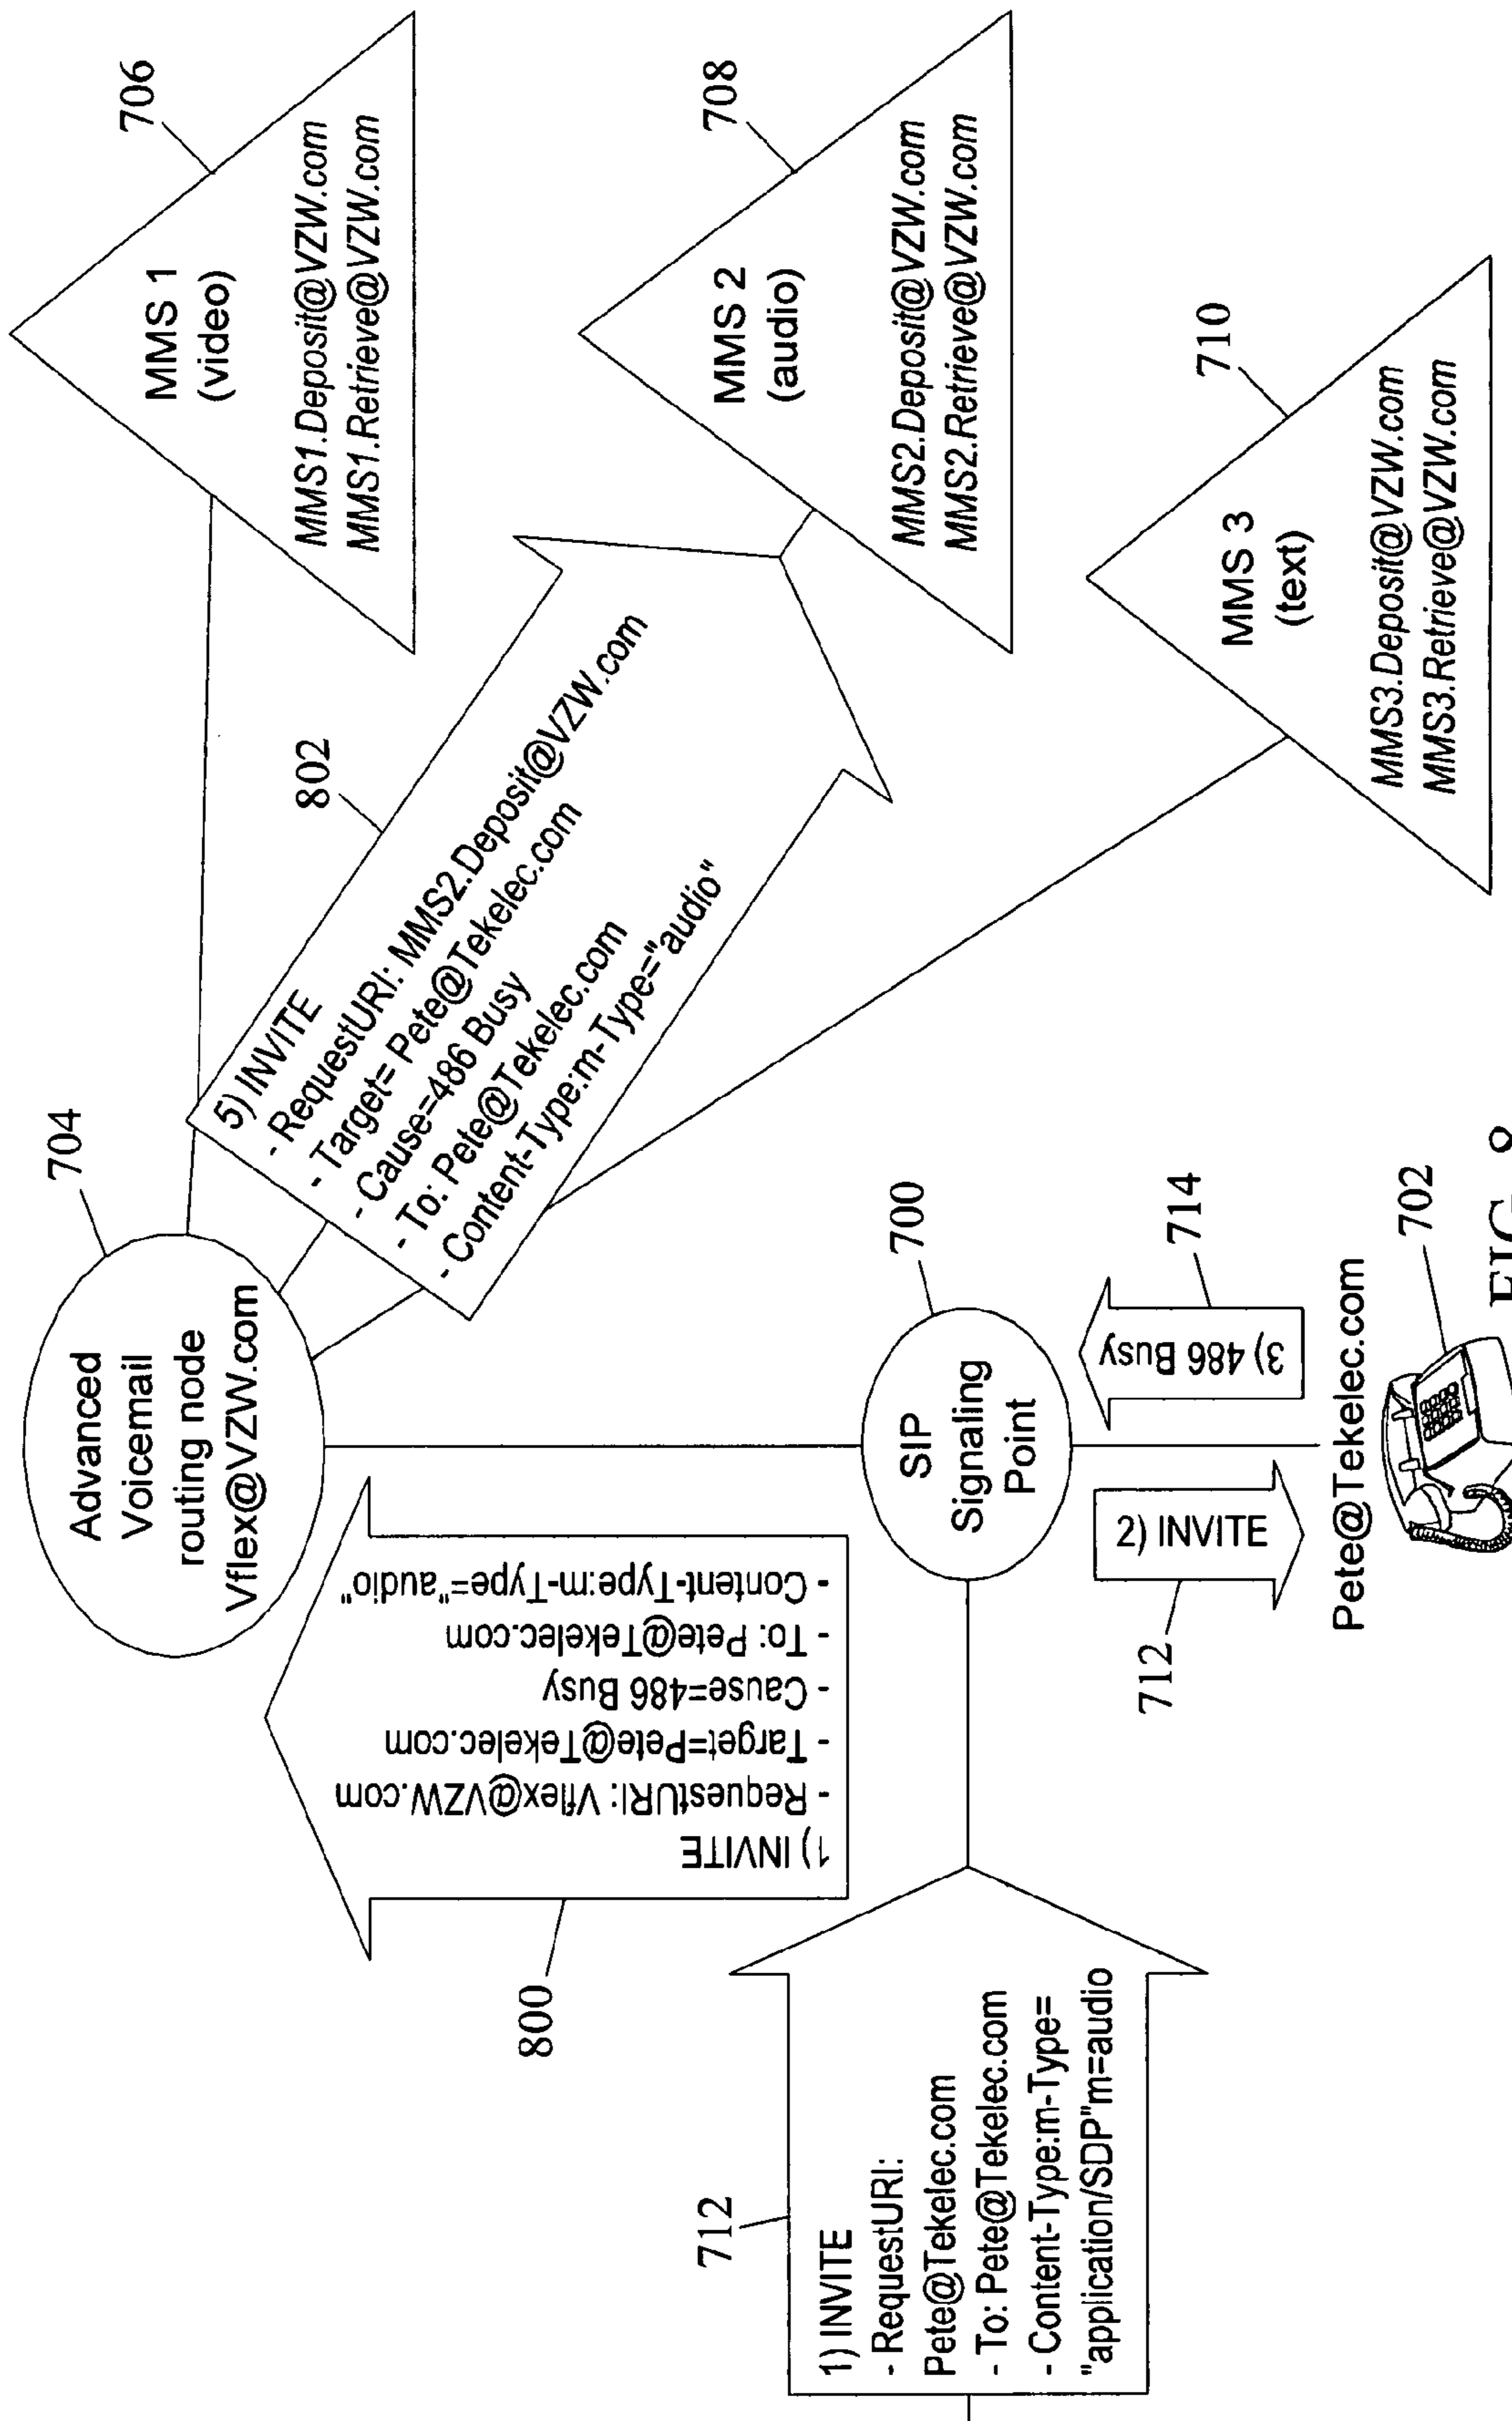 704
Advanced
Voicemail
routing node
Vflex@VZW.com
706
MMS 1
(video)
MMS1.Deposit@VZW.com
MMS1.Retrieve@VZW.com
802
5) INVITE
- RequestURI: MMS2.Deposit@VZW.com
- Target= Pete@Tekelec.com
- Cause=486 Busy
- To: Pete@Tekelec.com
- Content-Type:m-Type="audio"
708
MMS 2
(audio)
MMS2.Deposit@VZW.com
MMS2.Retrieve@VZW.com
710
MMS 3
(text)
MMS3.Deposit@VZW.com
MMS3.Retrieve@VZW.com
800
1) INVITE
- RequestURI: Vflex@VZW.com
- Target=Pete@Tekelec.com
- Cause=486 Busy
- To: Pete@Tekelec.com
- Content-Type:m-Type="audio"
700
SIP
Signaling
Point
712
1) INVITE
- RequestURI:
Pete@Tekelec.com
- To: Pete@Tekelec.com
- Content-Type:m-Type=
"application/SDP"m=audio
712
2) INVITE
714
3) 486 Busy
Pete@Tekelec.com
702
FIG. 8